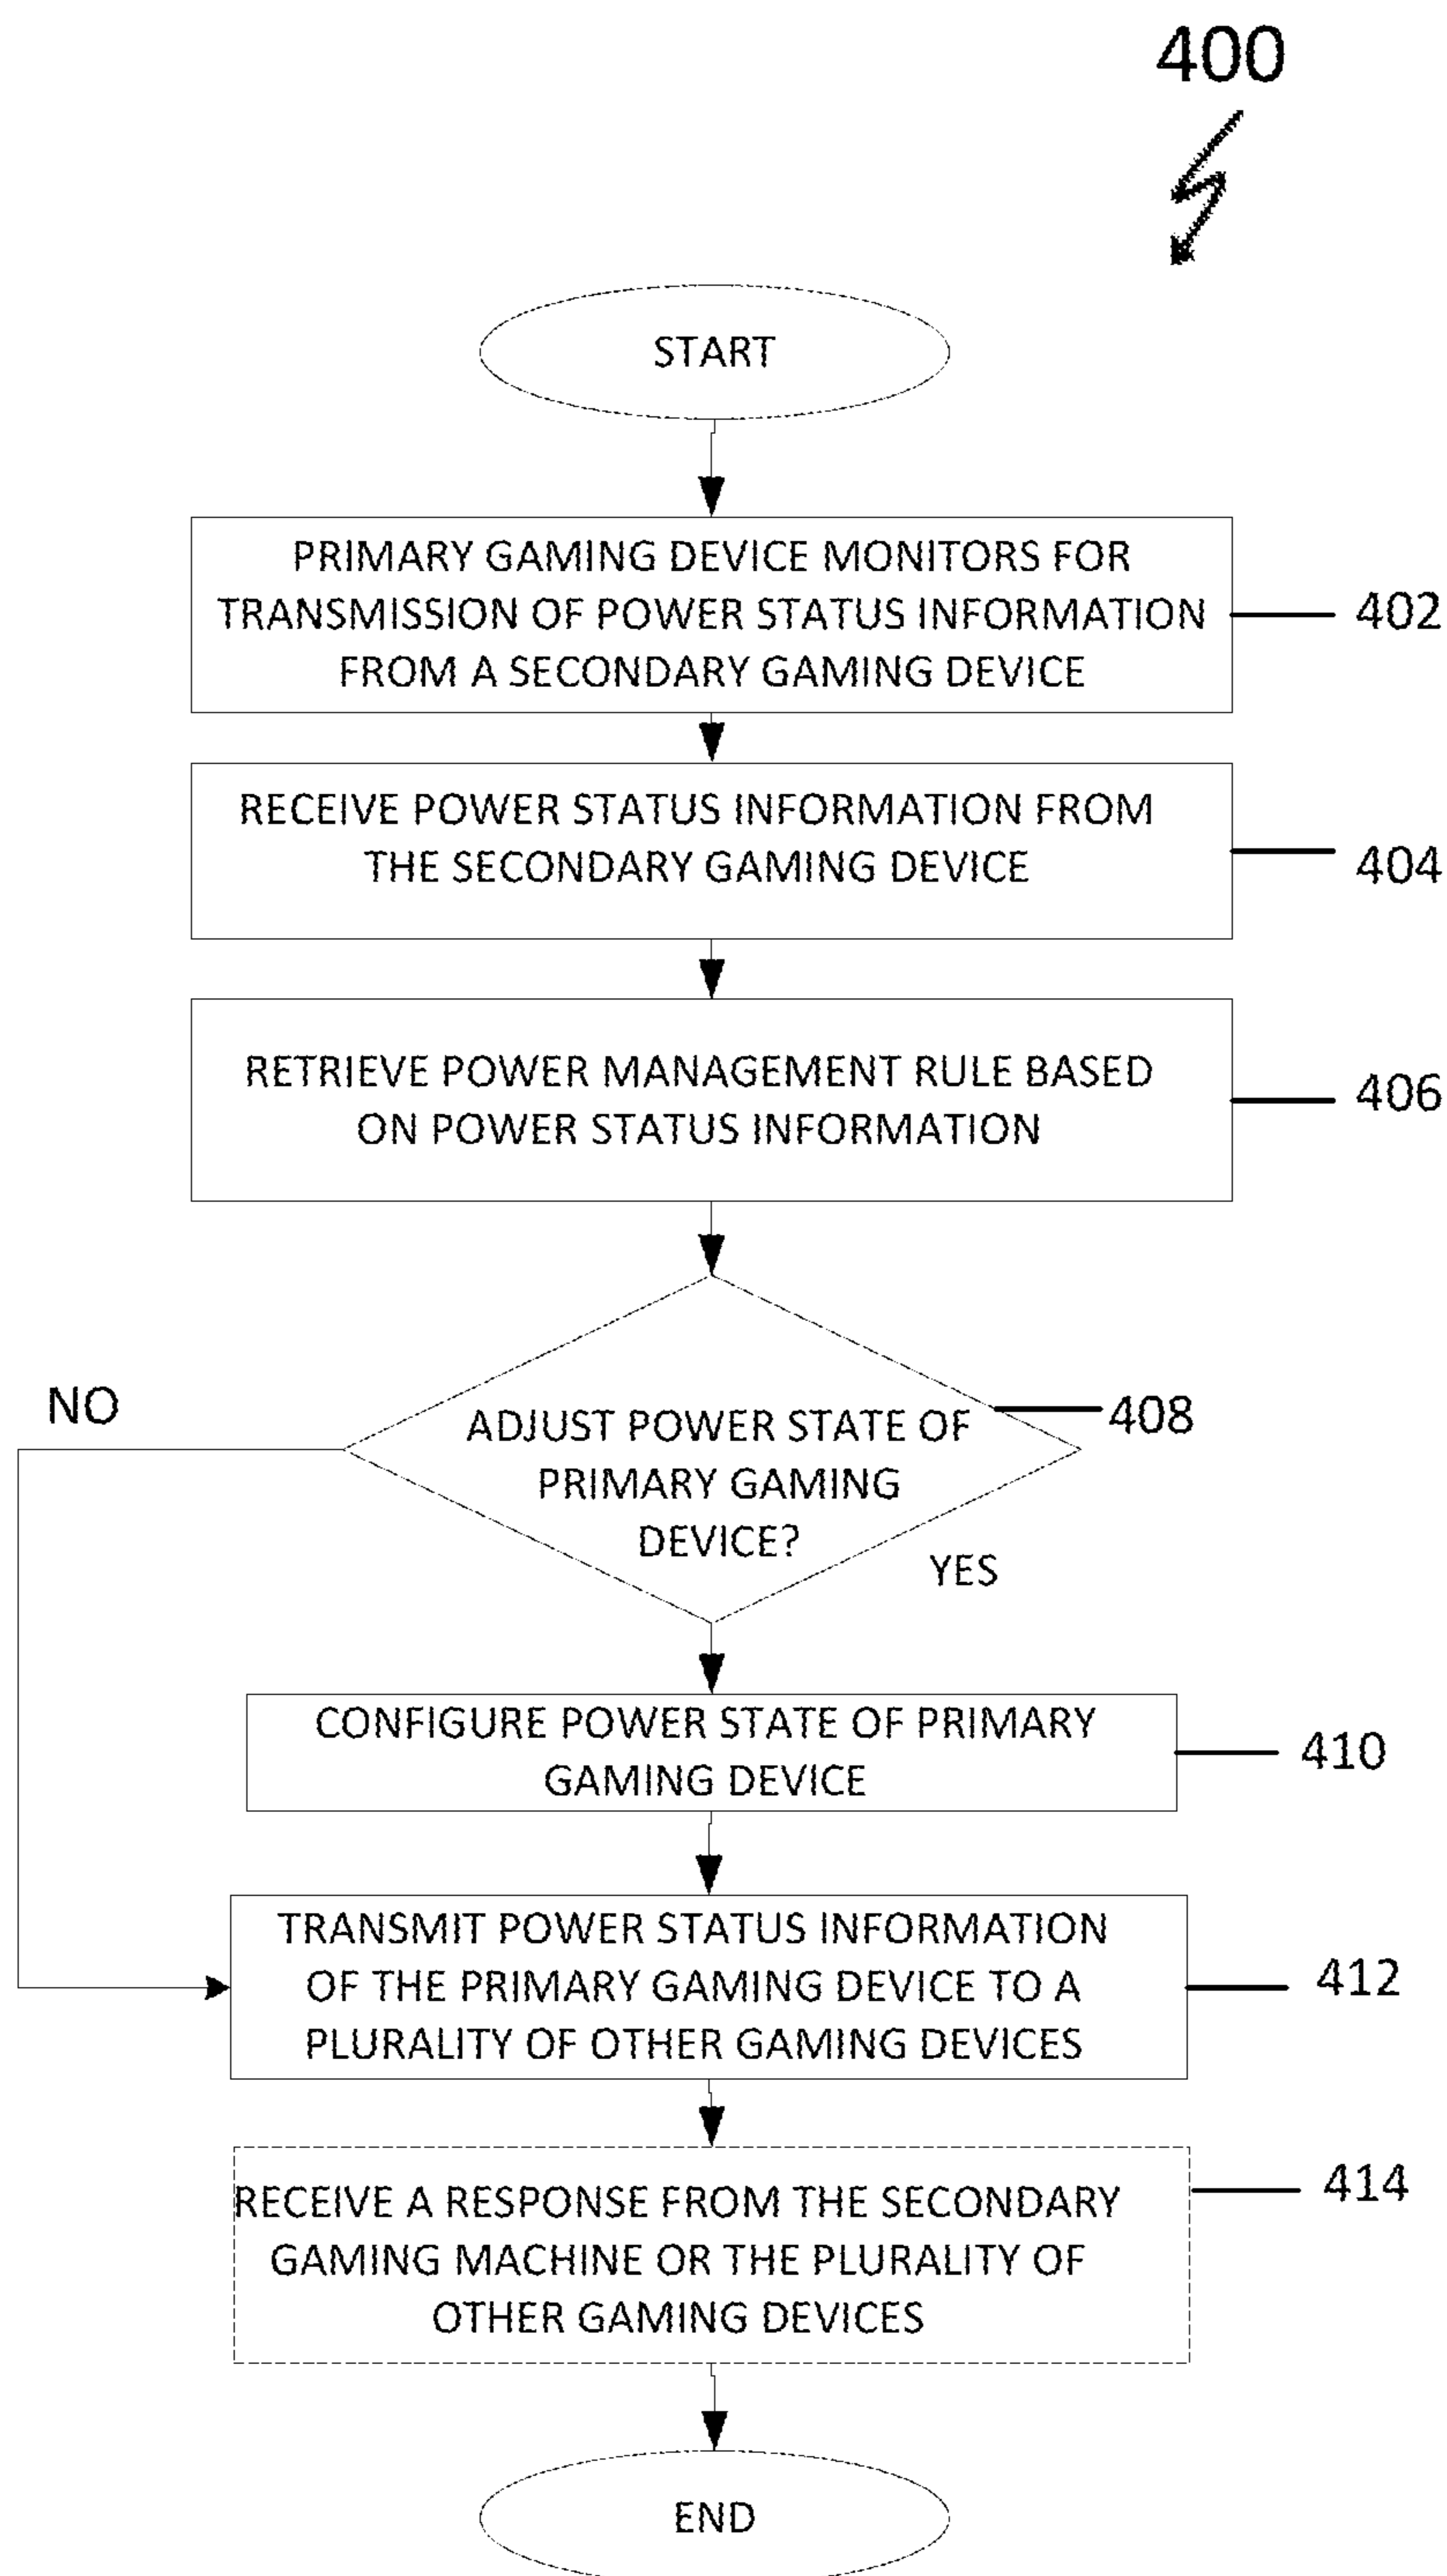 400
START
PRIMARY GAMING DEVICE MONITORS FOR
TRANSMISSION OF POWER STATUS INFORMATION
FROM A SECONDARY GAMING DEVICE
402
RECEIVE POWER STATUS INFORMATION FROM
THE SECONDARY GAMING DEVICE
404
RETRIEVE POWER MANAGEMENT RULE BASED
ON POWER STATUS INFORMATION
406
NO
ADJUST POWER STATE OF
PRIMARY GAMING
DEVICE?
408
YES
CONFIGURE POWER STATE OF PRIMARY
GAMING DEVICE
410
TRANSMIT POWER STATUS INFORMATION
OF THE PRIMARY GAMING DEVICE TO A
PLURALITY OF OTHER GAMING DEVICES
412
RECEIVE A RESPONSE FROM THE SECONDARY
GAMING MACHINE OR THE PLURALITY OF
OTHER GAMING DEVICES
414
END